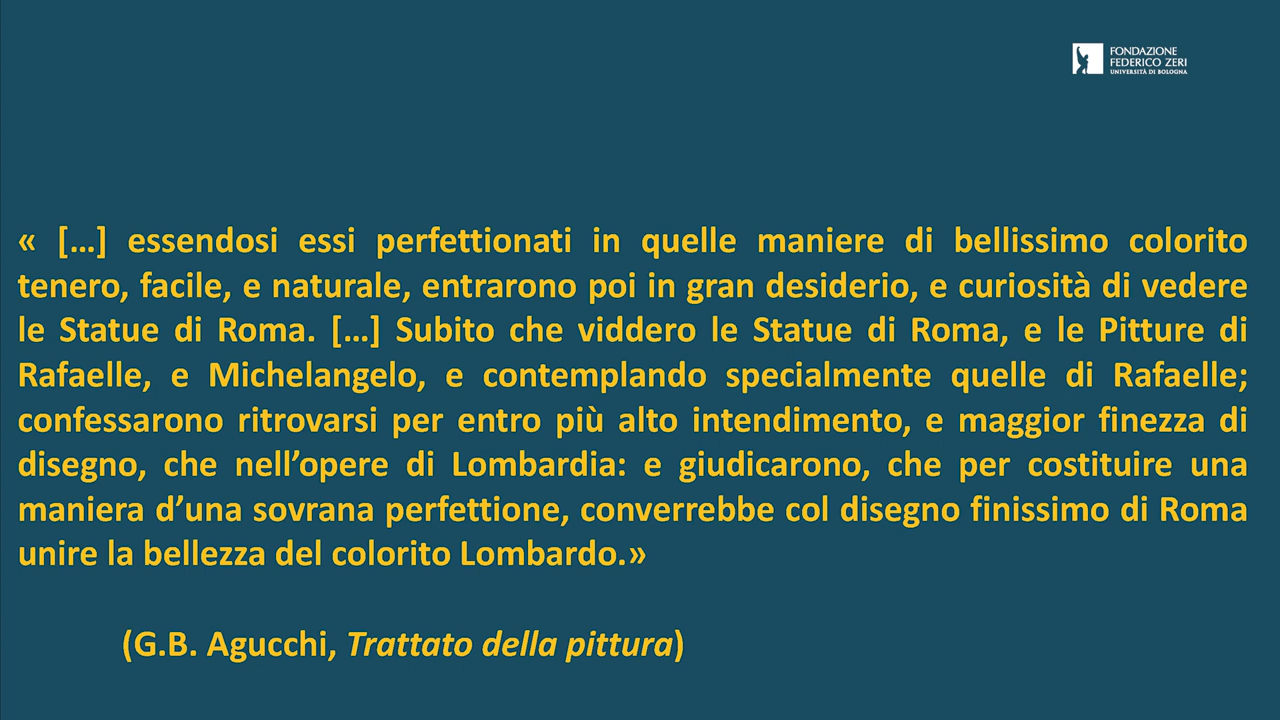 FONDAZIONE
FEDERICO ZERI
UNIVERSITÀ DI BOLOGNA
« […] essendosi essi perfettionati in quelle maniere di bellissimo colorito
tenero, facile, e naturale, entrarono poi in gran desiderio, e curiosità di vedere
le Statue di Roma. […] Subito che viddero le Statue di Roma, e le Pitture di
Rafaelle, e Michelangelo, e contemplando specialmente quelle di Rafaelle;
confessarono ritrovarsi per entro più alto intendimento, e maggior finezza di
disegno, che nell’opere di Lombardia: e giudicarono, che per costituire una
maniera d’una sovrana perfettione, converrebbe col disegno finissimo di Roma
unire la bellezza del colorito Lombardo.»
(G.B. Agucchi, Trattato della pittura)